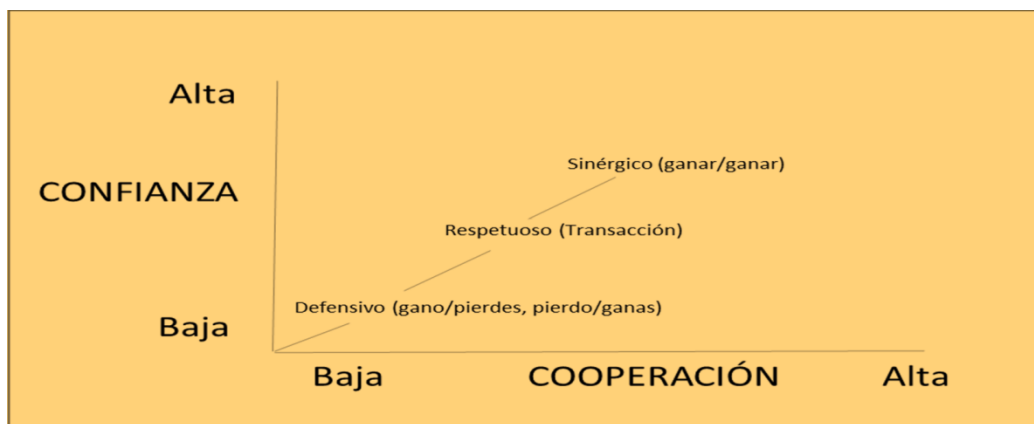 Alta
Sinérgico (ganar/ganar)
CONFIANZA
Respetuoso (Transacción)
Defensivo (gano/pierdes, pierdo/ganas)
Baja
Baja COOPERACIÓN Alta